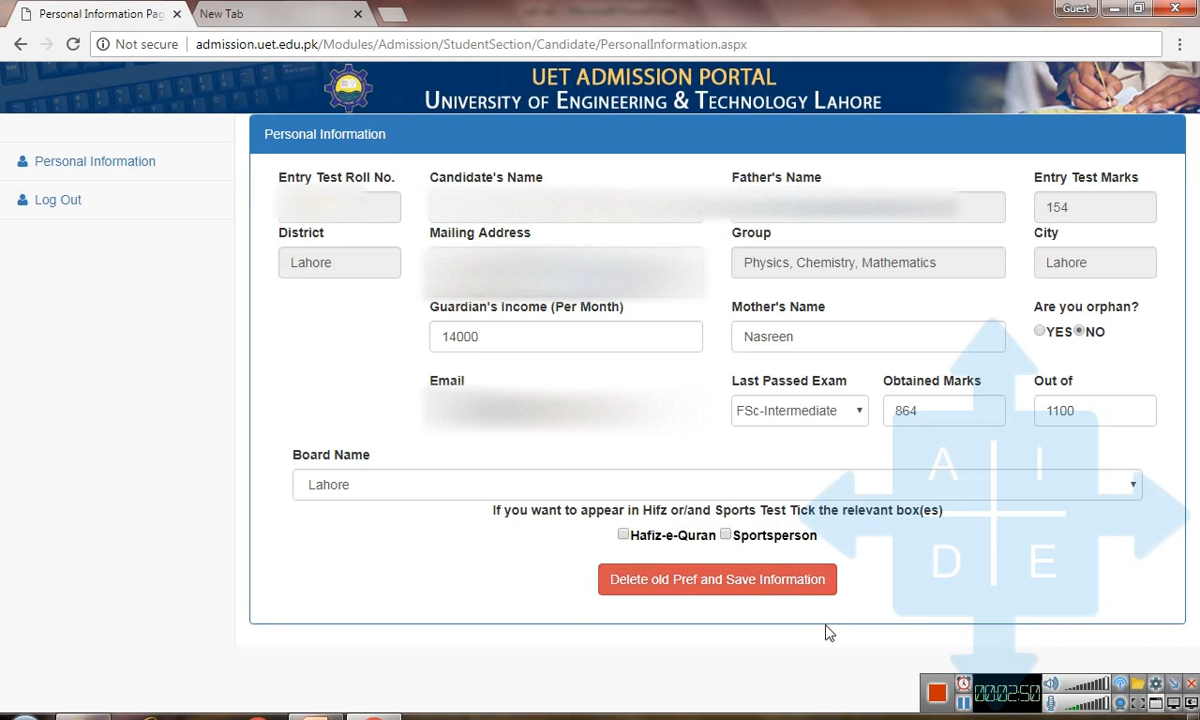 Personal Information Pag
New Tab
Guest
Not secure
admission.uet.edu.pk/Modules/Admission/StudentSection/Candidate/PersonalInformation.aspx
UET ADMISSION PORTAL
UNIVERSITY OF ENGINEERING & TECHNOLOGY LAHORE
Personal Information
Log Out
Personal Information
Entry Test Roll No. Candidate's Name Father's Name Entry Test Marks
154
District Mailing Address Group City
Lahore Physics, Chemistry, Mathematics Lahore
Guardian's Income (Per Month) Mother's Name Are you orphan?
14000 Nasreen YES NO
Email Last Passed Exam Obtained Marks Out of
FSc-Intermediate 864 1100
Board Name
Lahore
If you want to appear in Hifz or/and Sports Test Tick the relevant box(es)
Hafiz-e-Quran Sportsperson
Delete old Pref and Save Information
A I
D E
00:02:50